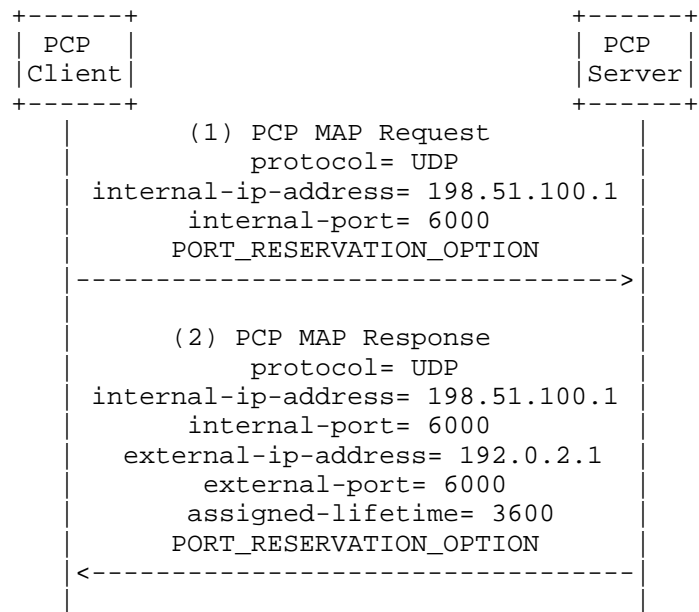 PCP PCP
Client Server
(1) PCP MAP Request
protocol= UDP
internal-ip-address= 198.51.100.1
internal-port= 6000
PORT_RESERVATION_OPTION
(2) PCP MAP Response
protocol= UDP
internal-ip-address= 198.51.100.1
internal-port= 6000
external-ip-address= 192.0.2.1
external-port= 6000
assigned-lifetime= 3600
PORT_RESERVATION_OPTION